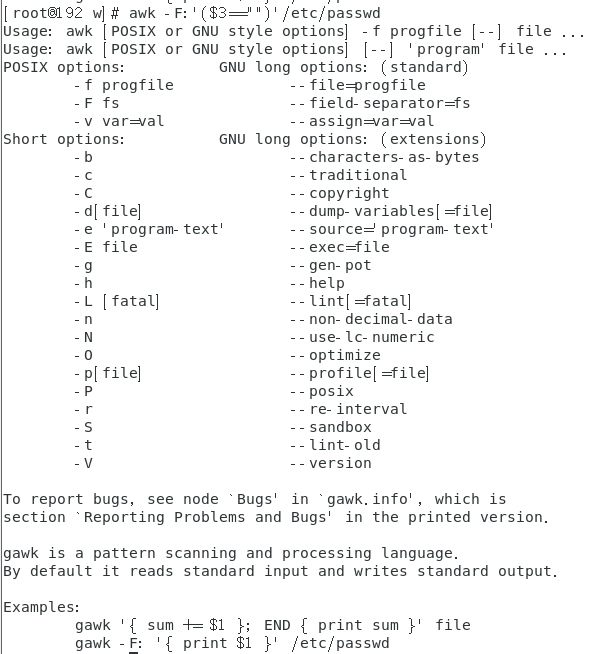 [root@192 w]# awk -F:'($3=="")'/etc/passwd
Usage: awk [POSIX or GNU style options] -f progfile [--] file ...
Usage: awk [POSIX or GNU style options] [--] 'program' file ...
POSIX options:          GNU long options: (standard)
        -f progfile             --file=progfile
        -F fs                   --field-separator=fs
        -v var=val              --assign=var=val
Short options:          GNU long options: (extensions)
        -b                      --characters-as-bytes
        -c                      --traditional
        -C                      --copyright
        -d[file]                --dump-variables[=file]
        -e 'program-text'       --source='program-text'
        -E file                 --exec=file
        -g                      --gen-pot
        -h                      --help
        -L [fatal]              --lint[=fatal]
        -n                      --non-decimal-data
        -N                      --use-lc-numeric
        -O                      --optimize
        -p[file]                --profile[=file]
        -P                      --posix
        -r                      --re-interval
        -S                      --sandbox
        -t                      --lint-old
        -V                      --version

To report bugs, see node `Bugs' in `gawk.info', which is
section `Reporting Problems and Bugs' in the printed version.

gawk is a pattern scanning and processing language.
By default it reads standard input and writes standard output.

Examples:
        gawk '{ sum += $1 }; END { print sum }' file
        gawk -F: '{ print $1 }' /etc/passwd